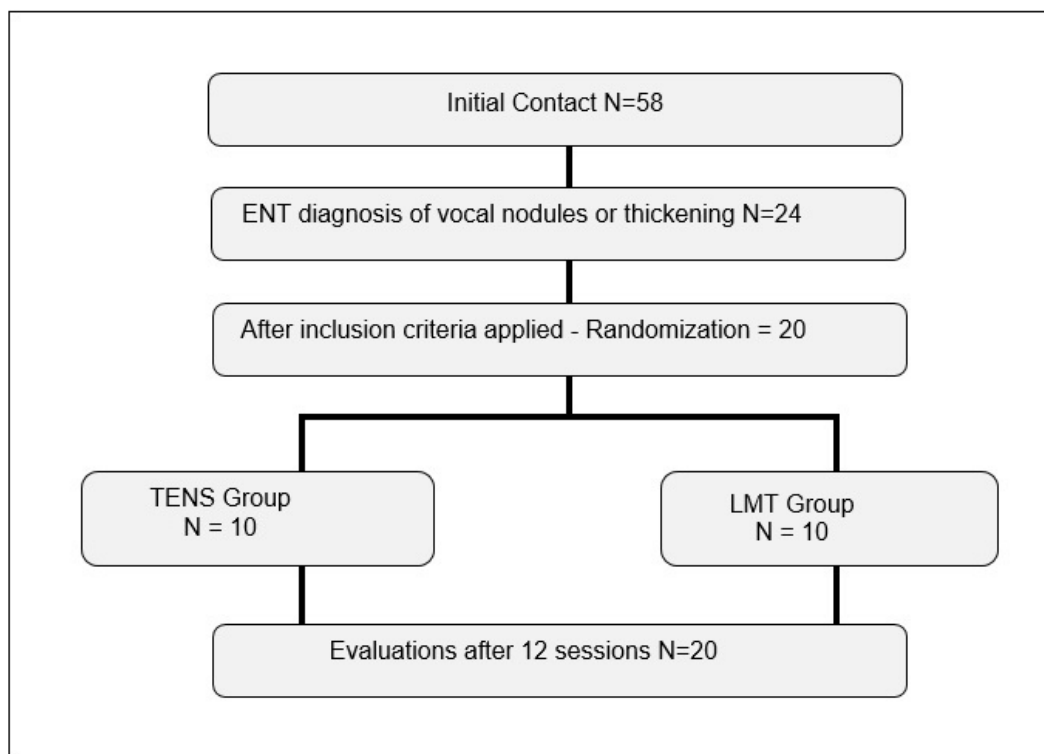 Initial Contact N=58
ENT diagnosis of vocal nodules or thickening N=24
After inclusion criteria applied - Randomization = 20
TENS Group
N = 10
LMT Group
N = 10
Evaluations after 12 sessions N=20